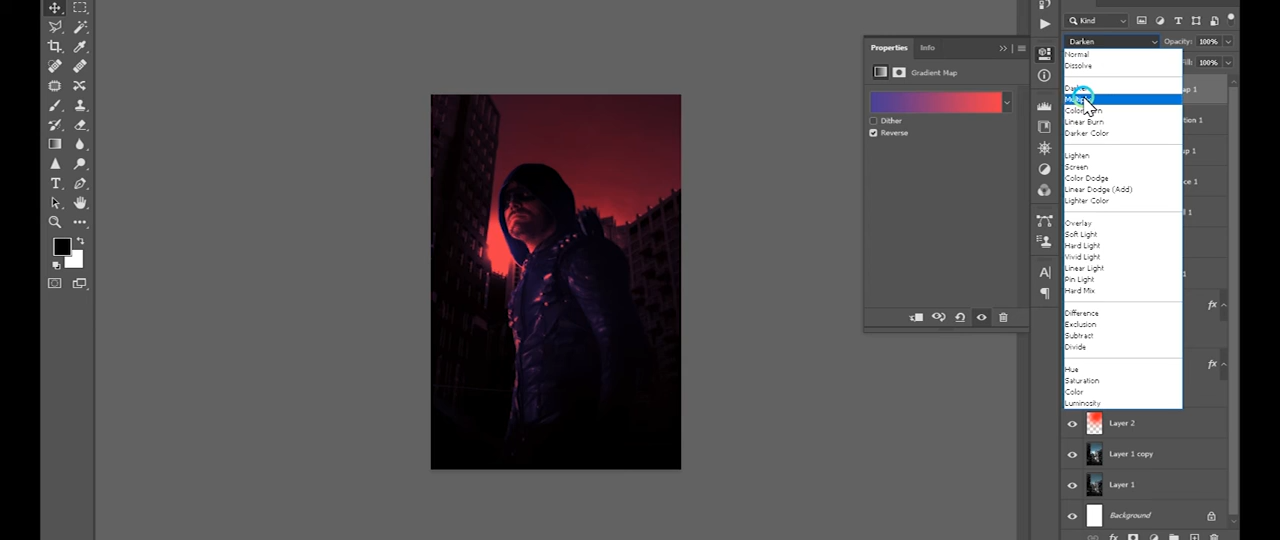 Kind
Darken
Opacity: 100%
Normal
Dissolve
Fill: 100%
Properties Info
Gradient Map
Dither
Reverse
Linear Burn
Darker Color
Lighten
Screen
Color Dodge
Linear Dodge (Add)
Lighter Color
Overlay
Soft Light
Hard Light
Vivid Light
Linear Light
Pin Light
Hard Mix
Difference
Exclusion
Subtract
Divide
Hue
Saturation
Color
Luminosity
fx
fx
Layer 2
Layer 1 copy
Layer 1
Background